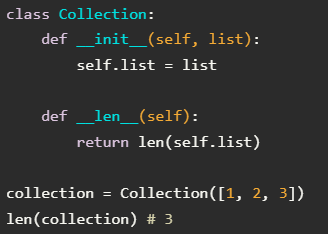 class Collection:
    def __init__(self, list):
        self.list = list

    def __len__(self):
        return len(self.list)

collection = Collection([1, 2, 3])
len(collection) # 3